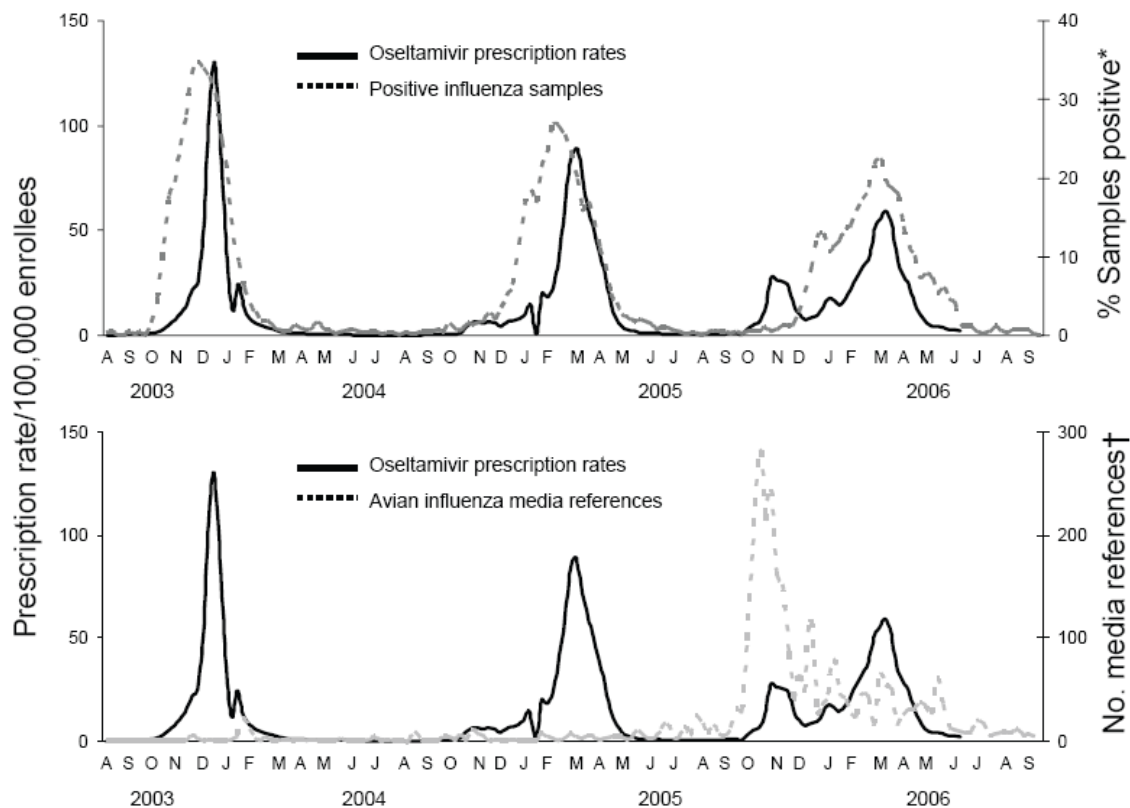 Prescription rate/100,000 enrollees
150
100
50
0
Oseltamivir prescription rates
Positive influenza samples
40
30
20
10
0
% Samples positive*
A S O N D J F M A M J J A S O N D J F M A M J J A S O N D J F M A M J J A S
2003 2004 2005 2006
150
100
50
0
Oseltamivir prescription rates
Avian influenza media references
300
200
100
0
No. media references†
A S O N D J F M A M J J A S O N D J F M A M J J A S O N D J F M A M J J A S
2003 2004 2005 2006